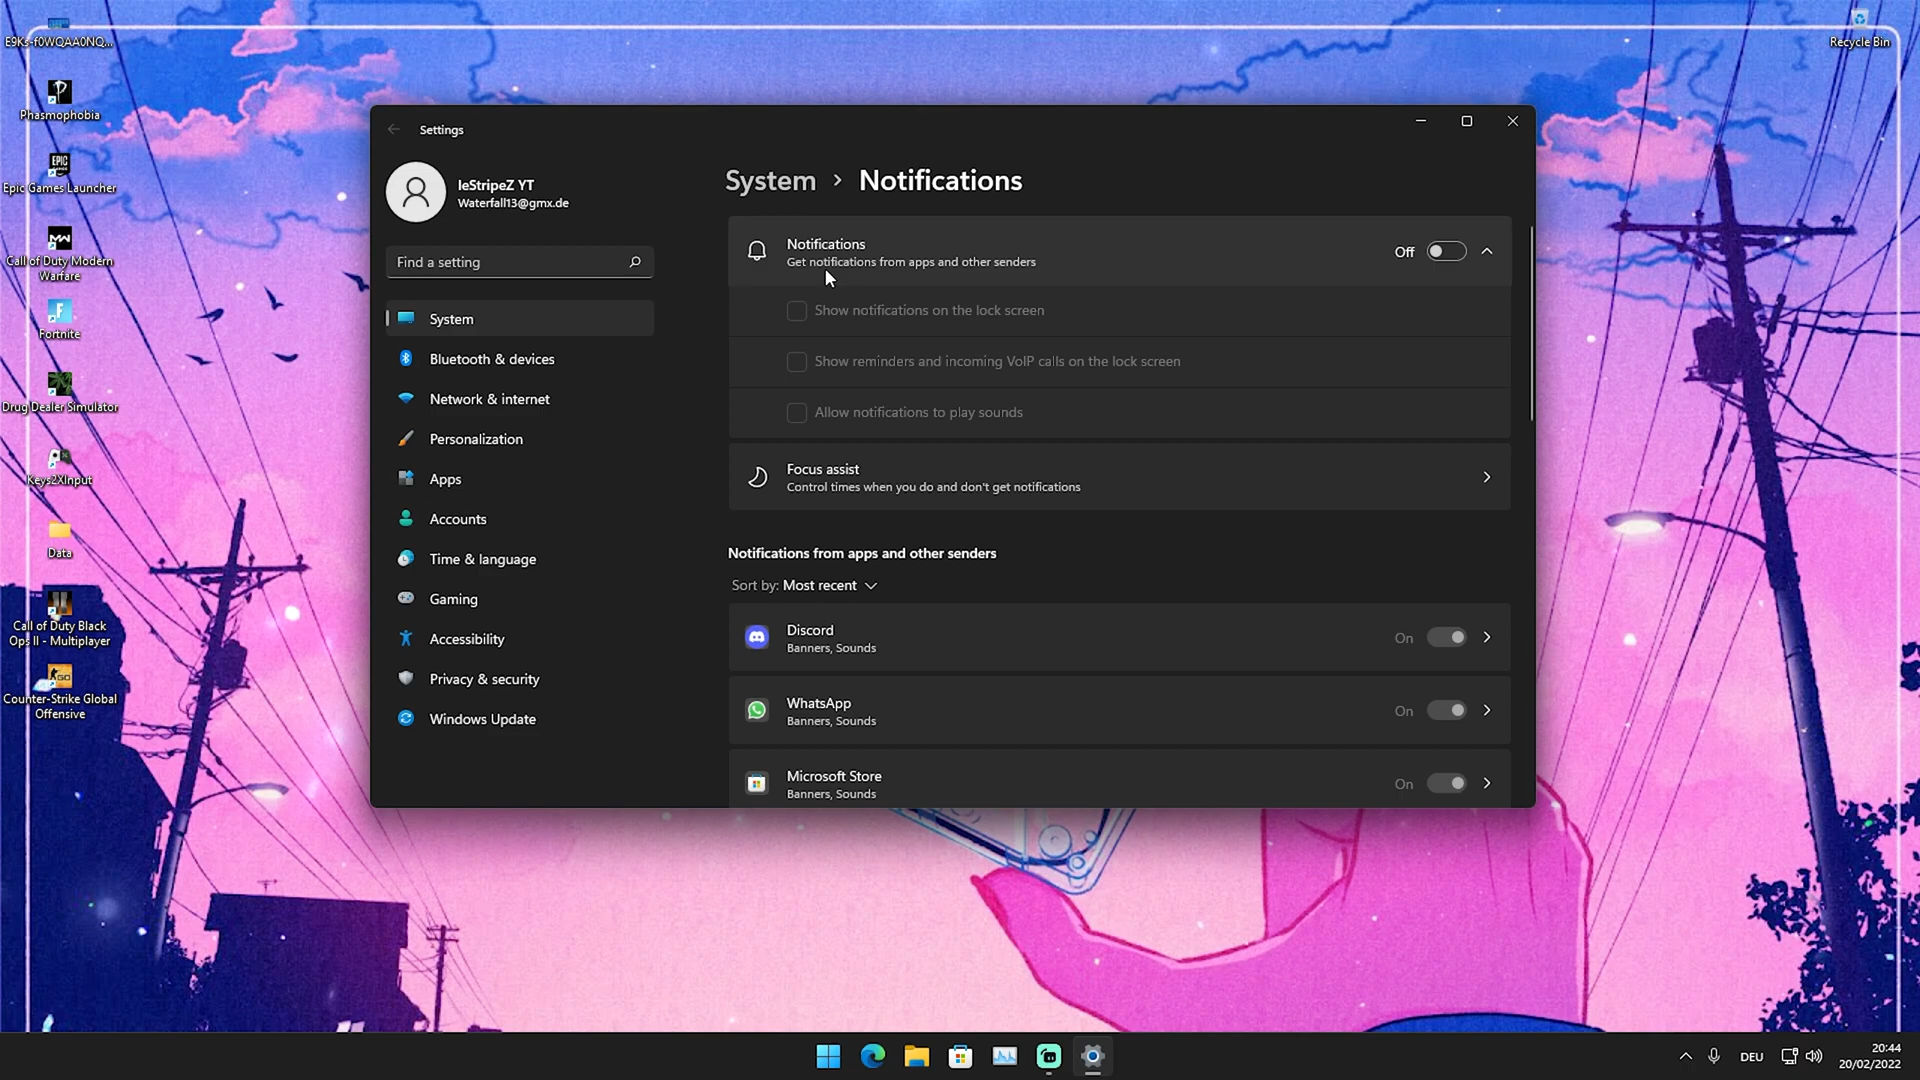 E9Ks-f0WQAA0NQ...
Phasmophobia
EPIC
GAMES
Epic Games Launcher
MW
Call of Duty Modern
Warfare
F
Fortnite
Drug Dealer Simulator
Keys2XInput
Data
II
Call of Duty Black
Ops II - Multiplayer
GO
Counter-Strike Global
Offensive
Recycle Bin
Settings
leStripeZ YT
Waterfall13@gmx.de
Find a setting
System
Bluetooth & devices
Network & internet
Personalization
Apps
Accounts
Time & language
Gaming
Accessibility
Privacy & security
Windows Update
System > Notifications
Notifications
Get notifications from apps and other senders
Off
Show notifications on the lock screen
Show reminders and incoming VoIP calls on the lock screen
Allow notifications to play sounds
Focus assist
Control times when you do and don't get notifications
Notifications from apps and other senders
Sort by: Most recent
Discord
Banners, Sounds
On
WhatsApp
Banners, Sounds
On
Microsoft Store
Banners, Sounds
On
DEU
20:44
20/02/2022